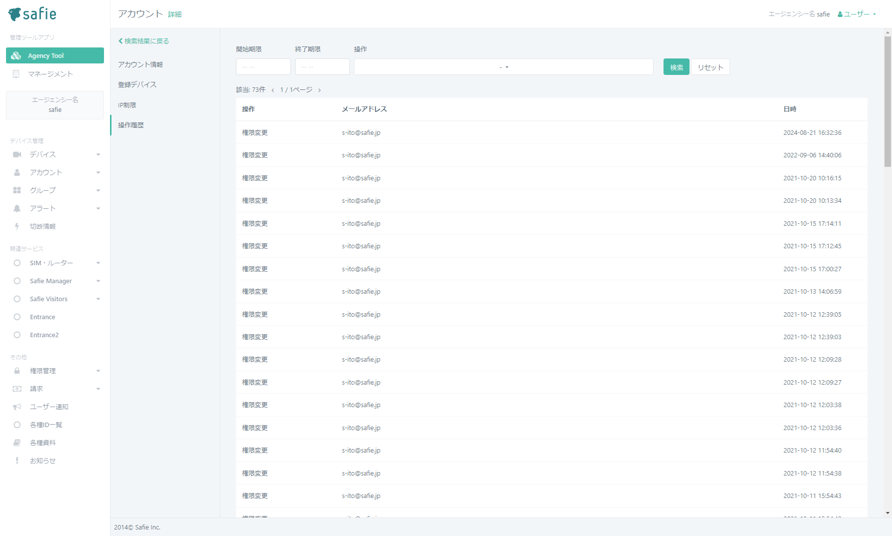 safie
管理ツールアプリ
Agency Tool
マネージメント
エージェンシー名
safie
デバイス管理
デバイス
アカウント
グループ
アラート
切断情報
関連サービス
SIM・ルーター
Safie Manager
Safie Visitors
Entrance
Entrance2
その他
権限管理
請求
ユーザー通知
各種ID一覧
各種資料
お知らせ
アカウント 詳細
エージェンシー名 safie ユーザー
検索結果に戻る
アカウント情報
登録デバイス
IP制限
操作履歴
開始期限 終了期限 操作
-- -- -
検索 リセット
該当: 73件 ‹ 1 / 1ページ ›
操作 メールアドレス 日時
権限変更 s-ito@safie.jp 2024-08-21 16:32:36
権限変更 s-ito@safie.jp 2022-09-06 14:40:06
権限変更 s-ito@safie.jp 2021-10-20 10:16:15
権限変更 s-ito@safie.jp 2021-10-20 10:13:34
権限変更 s-ito@safie.jp 2021-10-15 17:14:11
権限変更 s-ito@safie.jp 2021-10-15 17:12:45
権限変更 s-ito@safie.jp 2021-10-15 17:00:27
権限変更 s-ito@safie.jp 2021-10-13 14:06:59
権限変更 s-ito@safie.jp 2021-10-12 12:39:05
権限変更 s-ito@safie.jp 2021-10-12 12:39:03
権限変更 s-ito@safie.jp 2021-10-12 12:09:28
権限変更 s-ito@safie.jp 2021-10-12 12:09:27
権限変更 s-ito@safie.jp 2021-10-12 12:03:38
権限変更 s-ito@safie.jp 2021-10-12 12:03:36
権限変更 s-ito@safie.jp 2021-10-12 11:54:40
権限変更 s-ito@safie.jp 2021-10-12 11:54:38
権限変更 s-ito@safie.jp 2021-10-11 15:54:43
2014© Safie Inc.